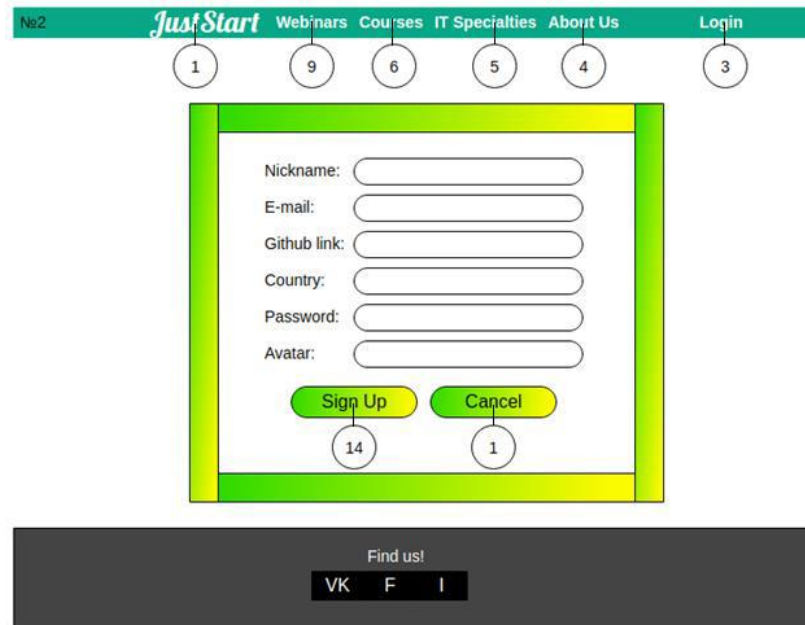 №2 JustStart Webinars Courses IT Specialties About Us Login
1 9 6 5 4 3
Nickname:
E-mail:
Github link:
Country:
Password:
Avatar:
Sign Up Cancel
14 1
Find us!
VK F I